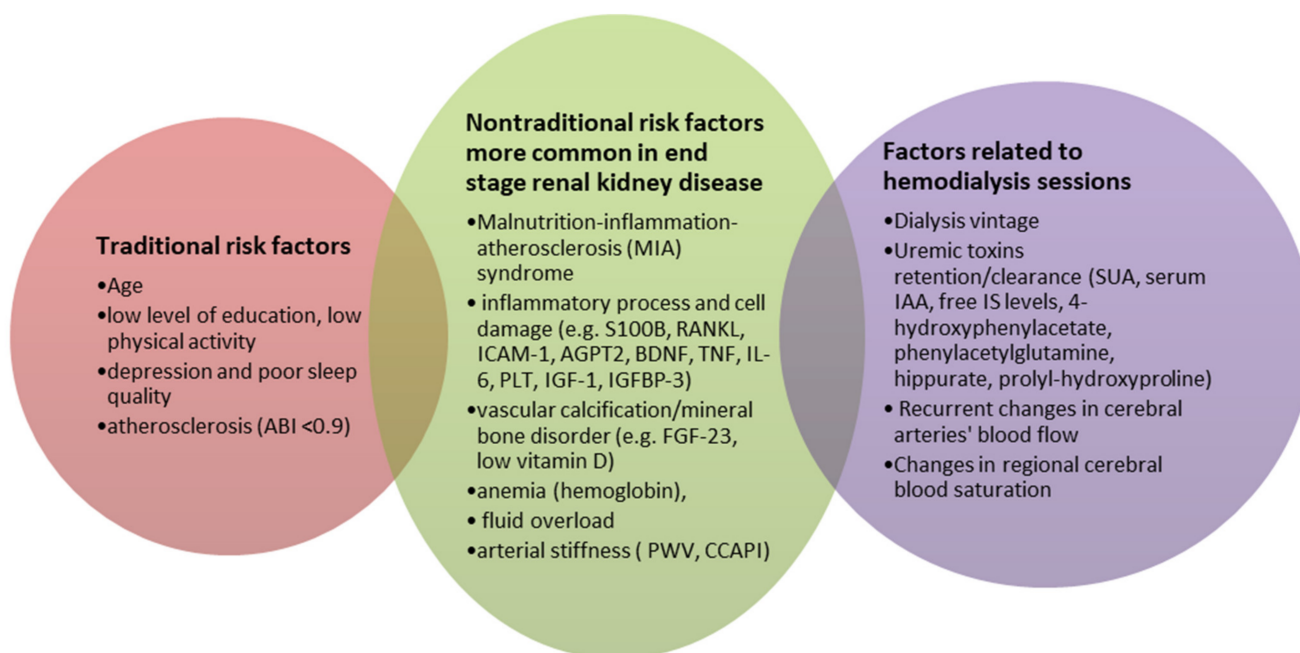 Traditional risk factors
•Age
•low level of education, low
physical activity
•depression and poor sleep
quality
•atherosclerosis (ABI <0.9)
Nontraditional risk factors
more common in end
stage renal kidney disease
•Malnutrition-inflammation-
atherosclerosis (MIA)
syndrome
• inflammatory process and cell
damage (e.g. S100B, RANKL,
ICAM-1, AGPT2, BDNF, TNF, IL-
6, PLT, IGF-1, IGFBP-3)
•vascular calcification/mineral
bone disorder (e.g. FGF-23,
low vitamin D)
•anemia (hemoglobin),
• fluid overload
•arterial stiffness ( PWV, CCAPI)
Factors related to
hemodialysis sessions
•Dialysis vintage
•Uremic toxins
retention/clearance (SUA, serum
IAA, free IS levels, 4-
hydroxyphenylacetate,
phenylacetylglutamine,
hippurate, prolyl-hydroxyproline)
• Recurrent changes in cerebral
arteries' blood flow
•Changes in regional cerebral
blood saturation